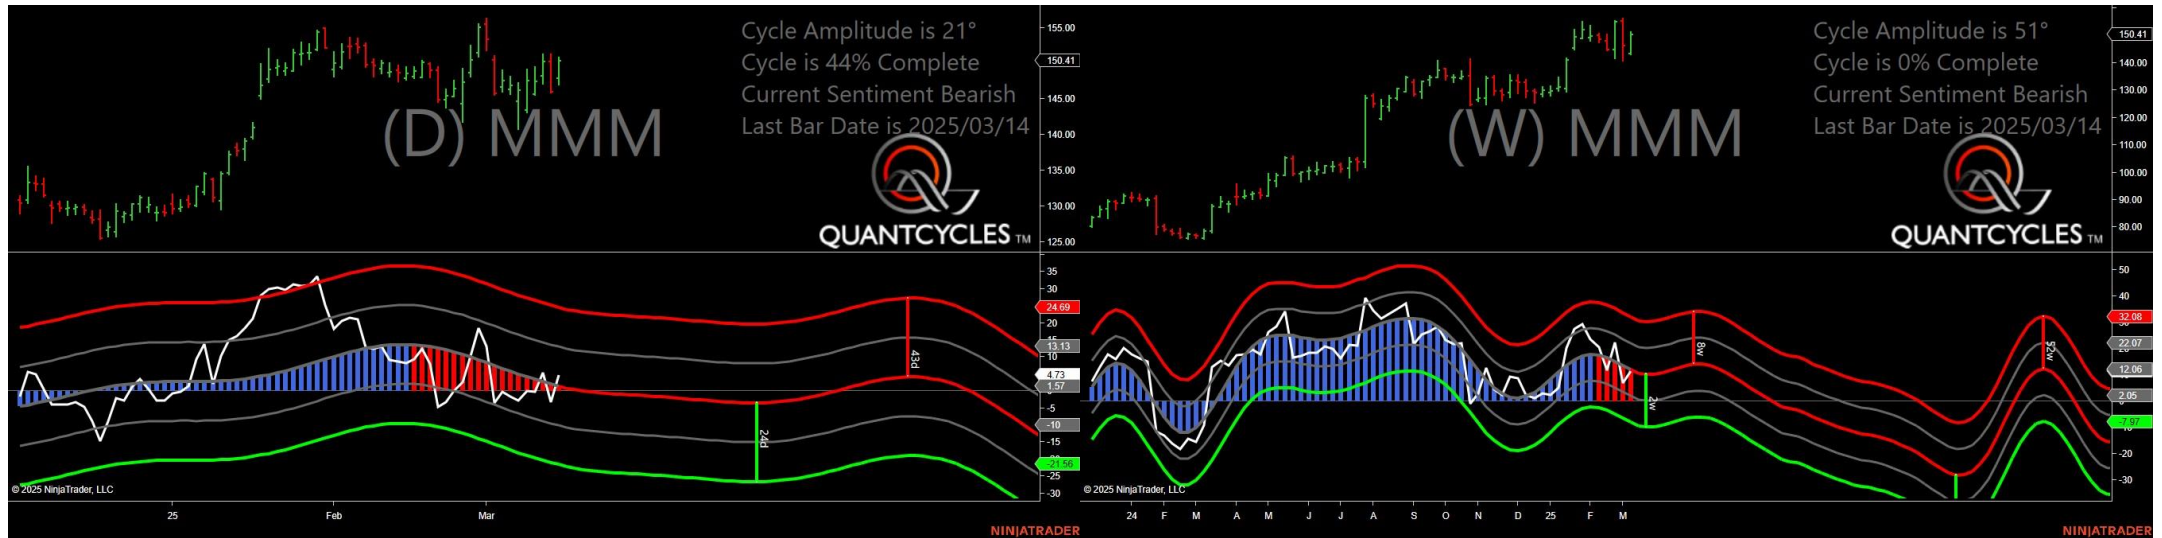 Cycle Amplitude is 21°
Cycle is 44% Complete
Current Sentiment Bearish
Last Bar Date is 2025/03/14
(D) MMM
QUANTCYCLES TM
155.00
150.41
145.00
140.00
135.00
130.00
125.00
35
30
24.69
20
13.13
10
4.73
1.57
-5
-10
-15
-21.56
-25
-30
43d
24d
© 2025 NinjaTrader, LLC
25 Feb Mar
NINJATRADER
Cycle Amplitude is 51°
Cycle is 0% Complete
Current Sentiment Bearish
Last Bar Date is 2025/03/14
(W) MMM
QUANTCYCLES TM
150.41
140.00
130.00
120.00
110.00
100.00
90.00
80.00
50
40
32.08
22.07
12.06
2.05
-7.97
-20
-30
8w
2w
52w
© 2025 NinjaTrader, LLC
24 F M A M J J A S O N D 25 F M
NINJATRADER